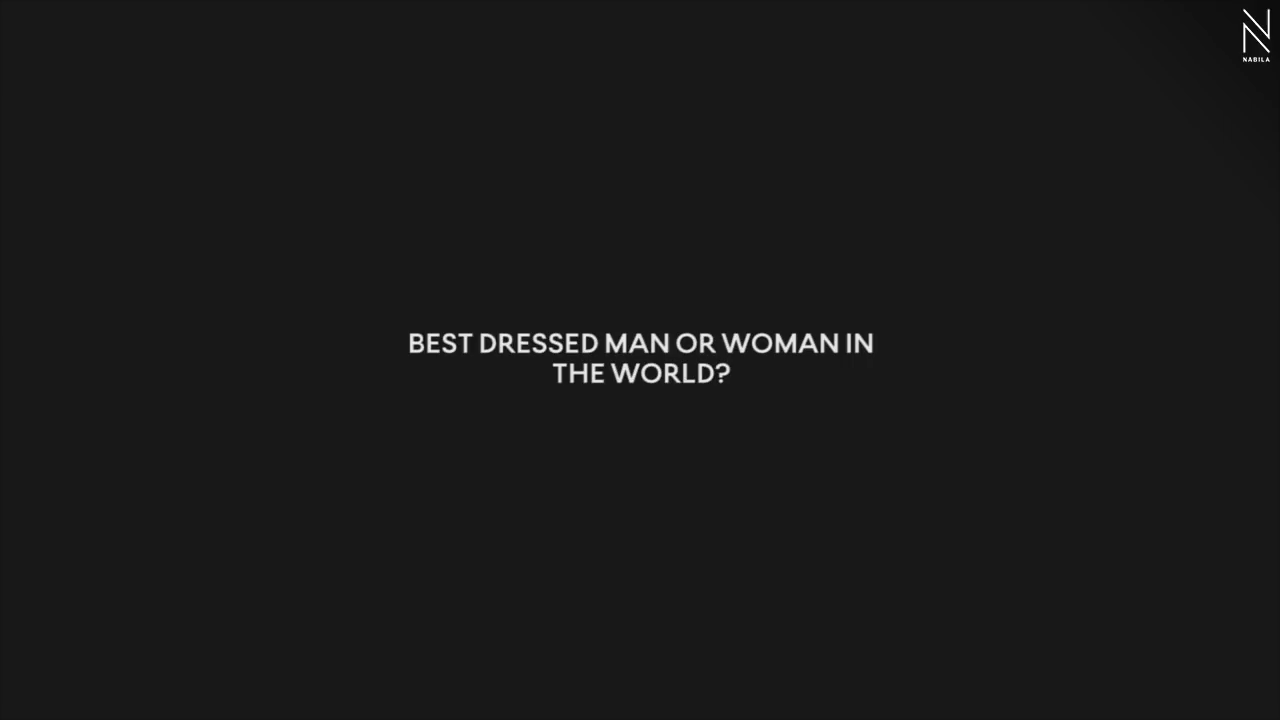 NABILA
BEST DRESSED MAN OR WOMAN IN
THE WORLD?